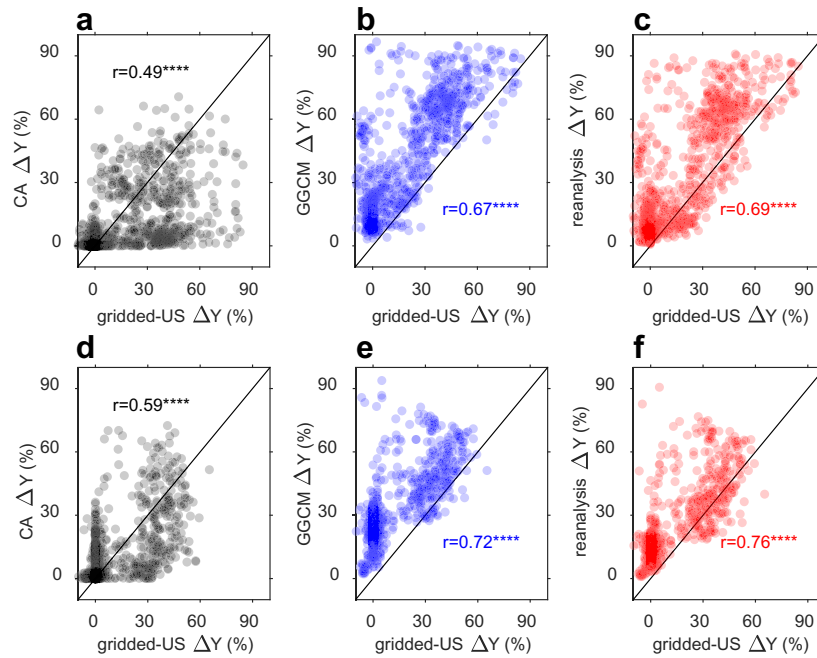 a
r=0.49****
CA ΔY (%)
90
60
30
0
0 30 60 90
gridded-US ΔY (%)
b
r=0.67****
GGCM ΔY (%)
90
60
30
0
0 30 60 90
gridded-US ΔY (%)
c
r=0.69****
reanalysis ΔY (%)
90
60
30
0
0 30 60 90
gridded-US ΔY (%)
d
r=0.59****
CA ΔY (%)
90
60
30
0
0 30 60 90
gridded-US ΔY (%)
e
r=0.72****
GGCM ΔY (%)
90
60
30
0
0 30 60 90
gridded-US ΔY (%)
f
r=0.76****
reanalysis ΔY (%)
90
60
30
0
0 30 60 90
gridded-US ΔY (%)